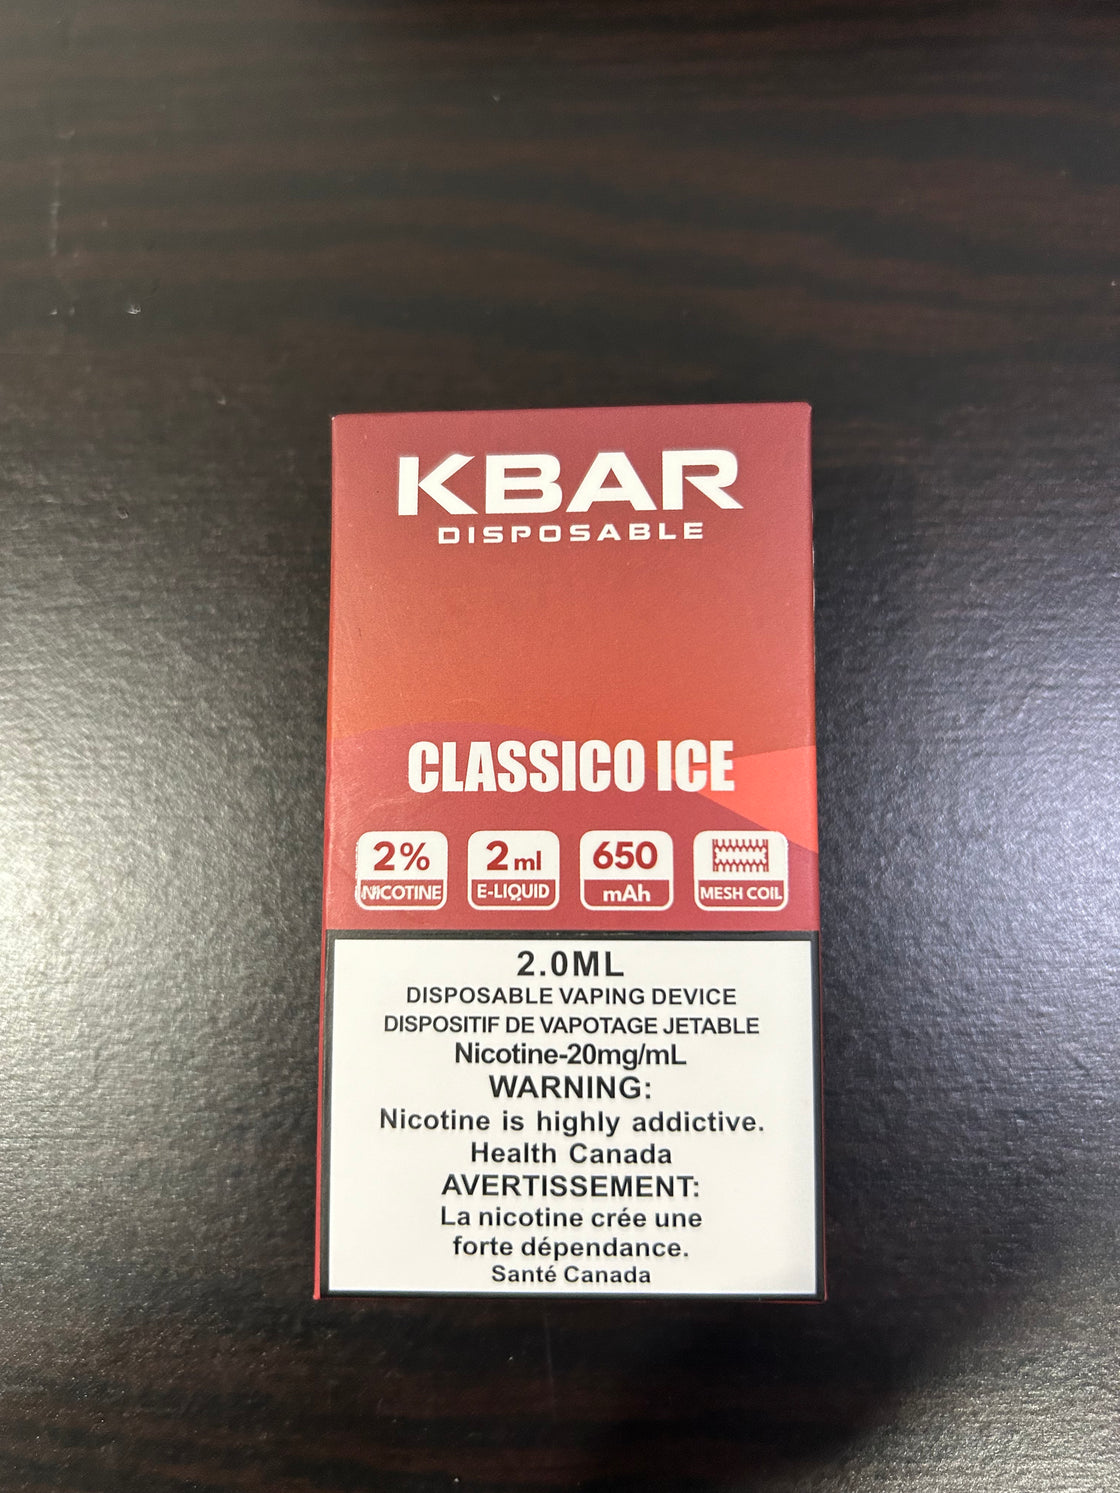 KBAR
DISPOSABLE
CLASSICO ICE
2% 2 ml 650
NICOTINE E-LIQUID mAh MESH COIL
2.0ML
DISPOSABLE VAPING DEVICE
DISPOSITIF DE VAPOTAGE JETABLE
Nicotine-20mg/mL
WARNING:
Nicotine is highly addictive.
Health Canada
AVERTISSEMENT:
La nicotine crée une
forte dépendance.
Santé Canada